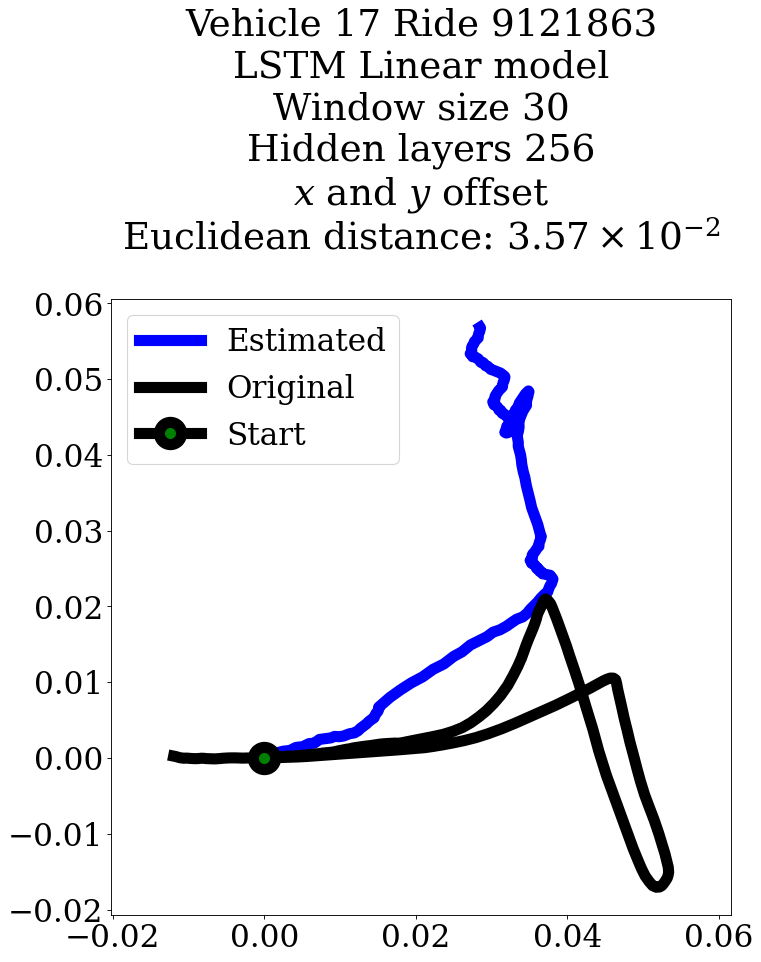 Vehicle 17 Ride 9121863
LSTM Linear model
Window size 30
Hidden layers 256
x and y offset
Euclidean distance: 3.57 × 10⁻²
Estimated
Original
Start
0.06
0.05
0.04
0.03
0.02
0.01
0.00
−0.01
−0.02
−0.02 0.00 0.02 0.04 0.06